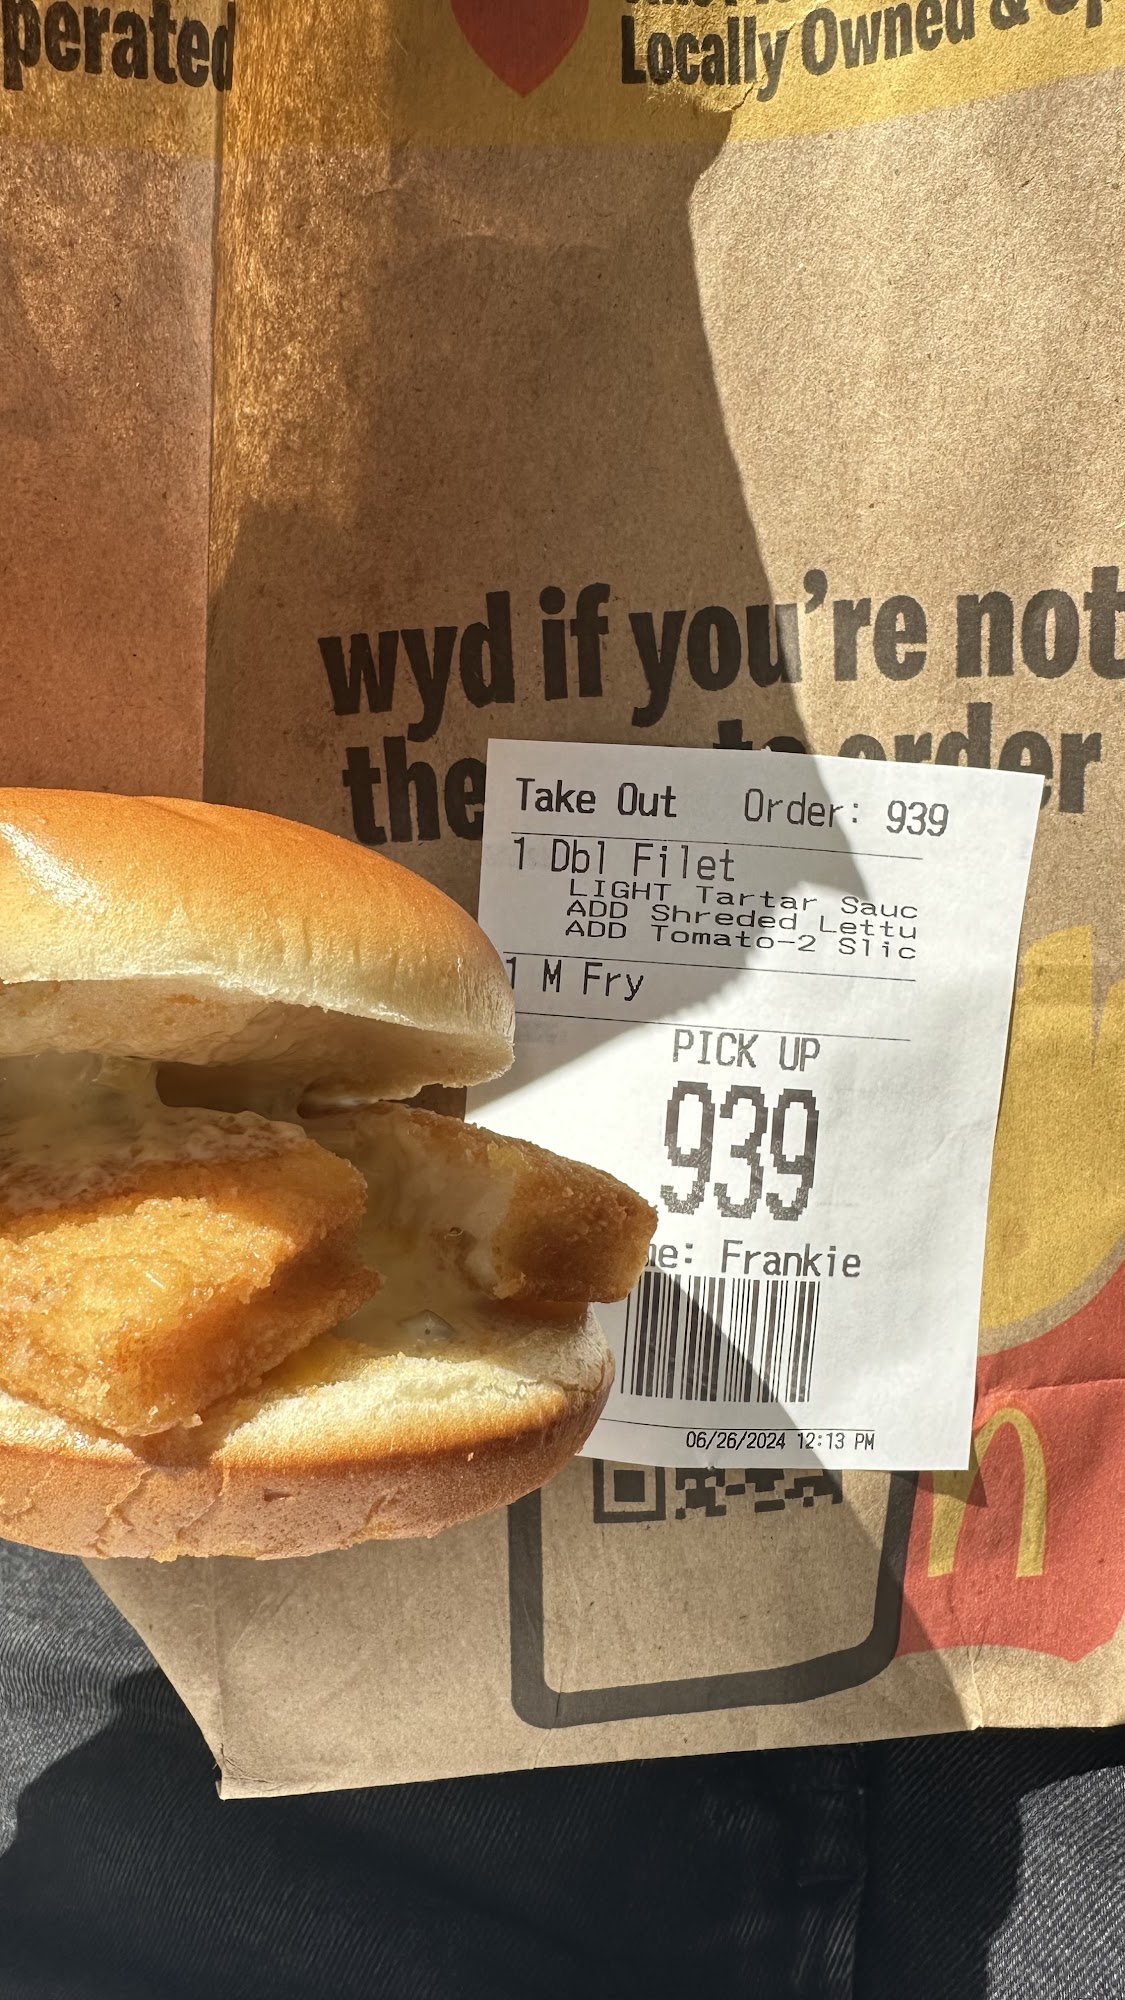 perated
Locally Owned &
wyd if you're not
the to order
Take Out Order: 939
1 Dbl Filet
LIGHT Tartar Sauc
ADD Shreded Lettu
ADD Tomato-2 Slic
1 M Fry
PICK UP
939
me: Frankie
06/26/2024 12:13 PM